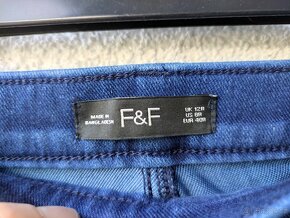 MADE IN
BANGLADESH
F&F
UK 12R
US 8R
EUR 40R